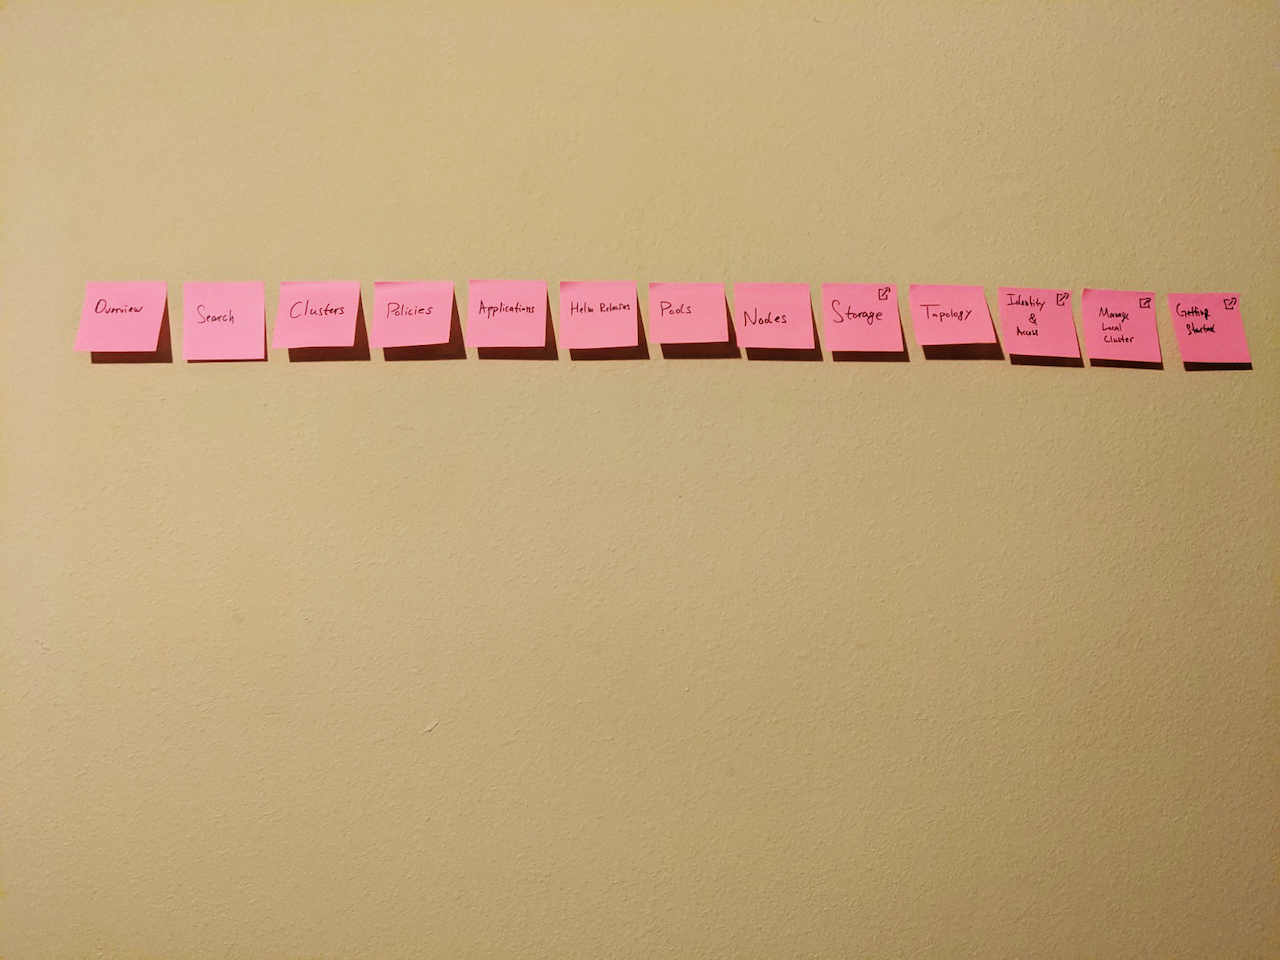 Overview
Search
Clusters
Policies
Applications
Helm Releases
Pods
Nodes
Storage
Topology
Identity
&
Access
Manage
Local
Cluster
Getting
Started